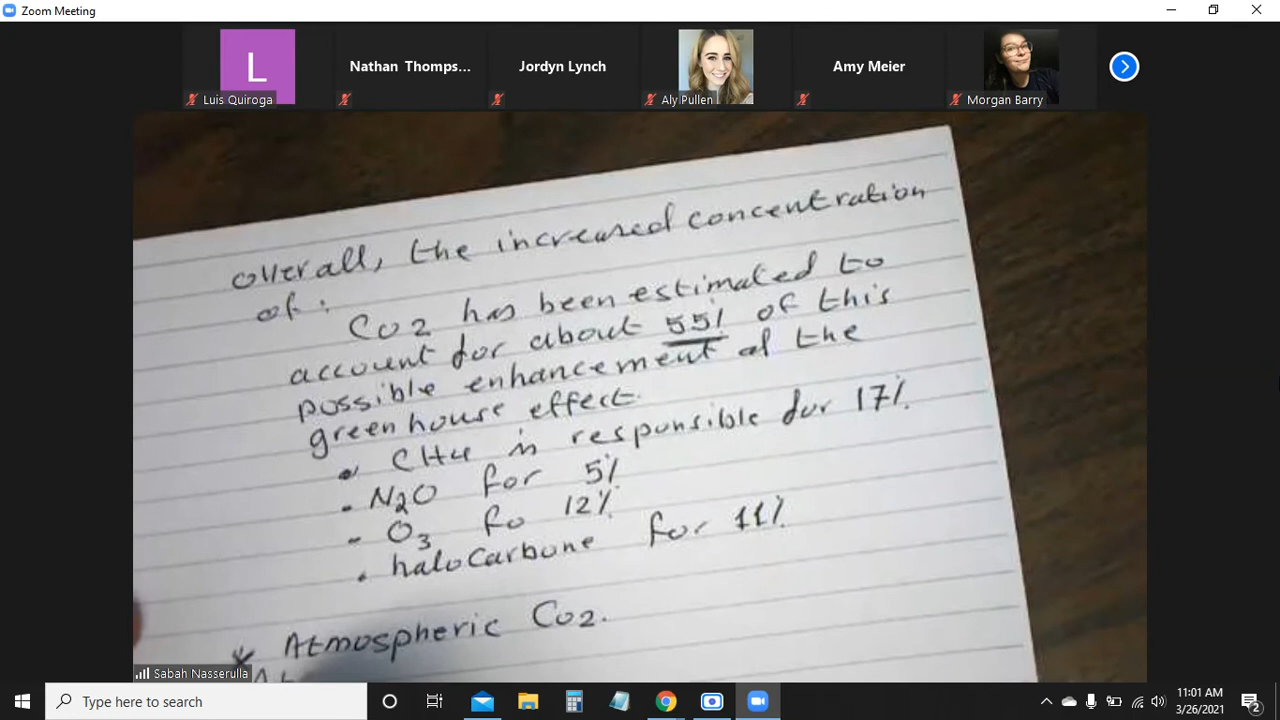 Zoom Meeting
L
Luis Quiroga
Nathan Thomps...
Jordyn Lynch
Aly Pullen
Amy Meier
Morgan Barry
overall, the increased concentration
of:
CO2 has been estimated to
account for about 55% of this
possible enhancement of the
green house effect.
• CH4 is responsible for 17%.
• N2O for 5%
- O3 fo 12%
• halocarbone for 11%
* Atmospheric CO2.
Sabah Nasserulla
Type here to search
11:01 AM
3/26/2021
2